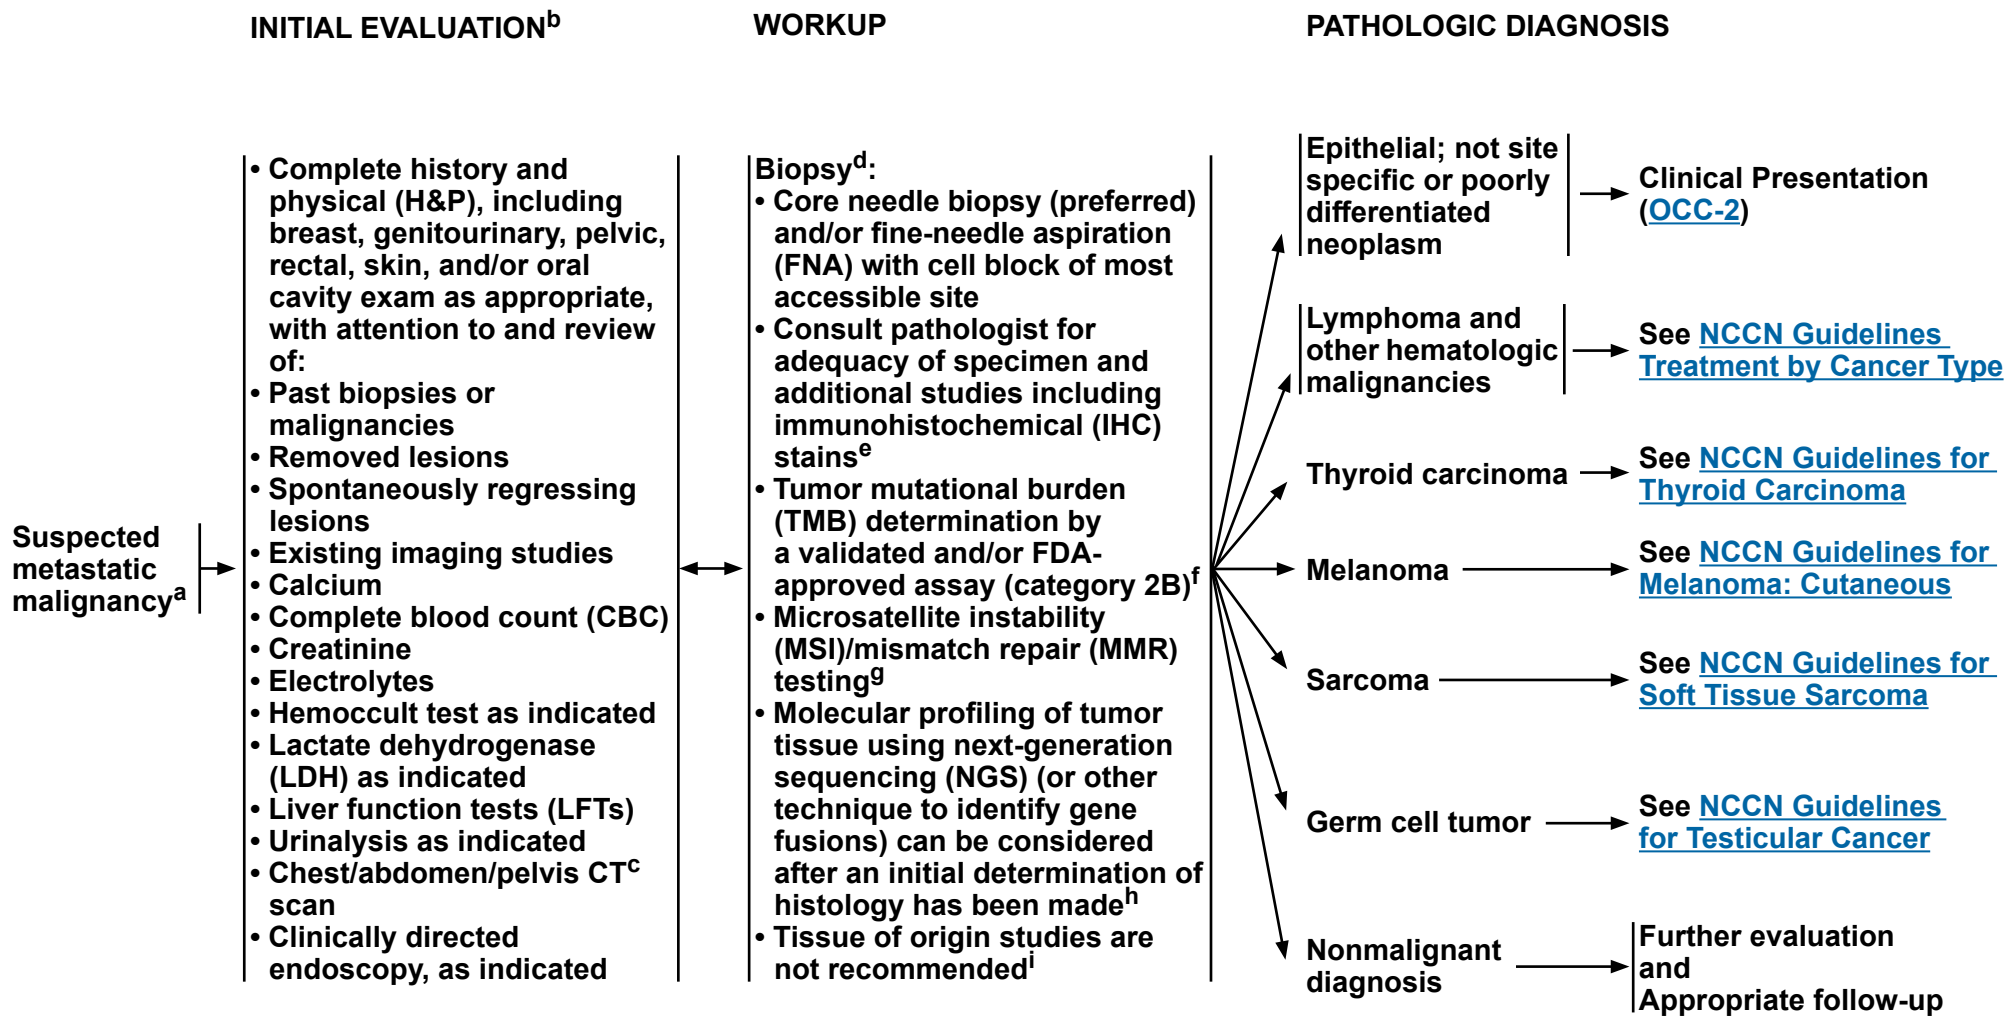 INITIAL EVALUATIONb
WORKUP
PATHOLOGIC DIAGNOSIS
Suspected
metastatic
malignancya
• Complete history and
physical (H&P), including
breast, genitourinary, pelvic,
rectal, skin, and/or oral
cavity exam as appropriate,
with attention to and review
of:
• Past biopsies or
malignancies
• Removed lesions
• Spontaneously regressing
lesions
• Existing imaging studies
• Calcium
• Complete blood count (CBC)
• Creatinine
• Electrolytes
• Hemoccult test as indicated
• Lactate dehydrogenase
(LDH) as indicated
• Liver function tests (LFTs)
• Urinalysis as indicated
• Chest/abdomen/pelvis CTc
scan
• Clinically directed
endoscopy, as indicated
Biopsyd:
• Core needle biopsy (preferred)
and/or fine-needle aspiration
(FNA) with cell block of most
accessible site
• Consult pathologist for
adequacy of specimen and
additional studies including
immunohistochemical (IHC)
stainse
• Tumor mutational burden
(TMB) determination by
a validated and/or FDA-
approved assay (category 2B)f
• Microsatellite instability
(MSI)/mismatch repair (MMR)
testingg
• Molecular profiling of tumor
tissue using next-generation
sequencing (NGS) (or other
technique to identify gene
fusions) can be considered
after an initial determination of
histology has been madeh
• Tissue of origin studies are
not recommendedi
Epithelial; not site
specific or poorly
differentiated
neoplasm
Clinical Presentation
(OCC-2)
Lymphoma and
other hematologic
malignancies
See NCCN Guidelines
Treatment by Cancer Type
Thyroid carcinoma
See NCCN Guidelines for
Thyroid Carcinoma
Melanoma
See NCCN Guidelines for
Melanoma: Cutaneous
Sarcoma
See NCCN Guidelines for
Soft Tissue Sarcoma
Germ cell tumor
See NCCN Guidelines
for Testicular Cancer
Nonmalignant
diagnosis
Further evaluation
and
Appropriate follow-up